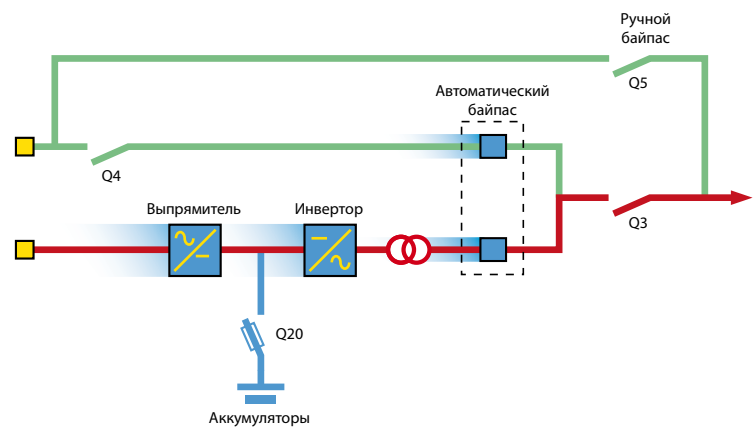 Ручной
байпас
Q5
Автоматический
байпас
Q4
Выпрямитель
Инвертор
Q3
Q20
Аккумуляторы